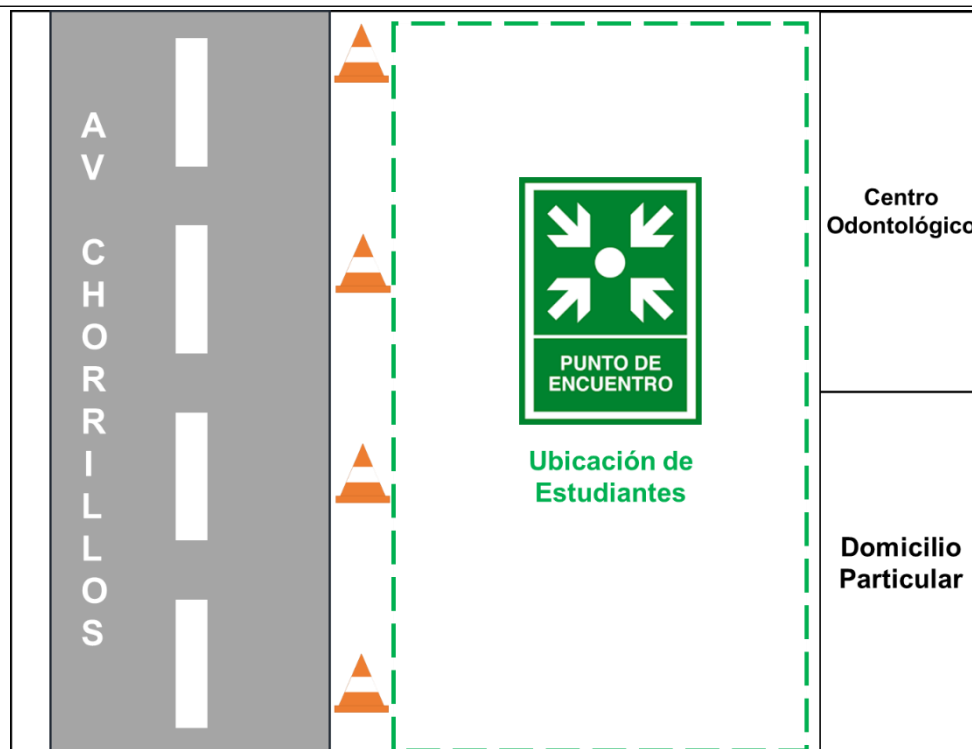 AV CHORRILLOS
PUNTO DE
ENCUENTRO
Ubicación de
Estudiantes
Centro
Odontológico
Domicilio
Particular